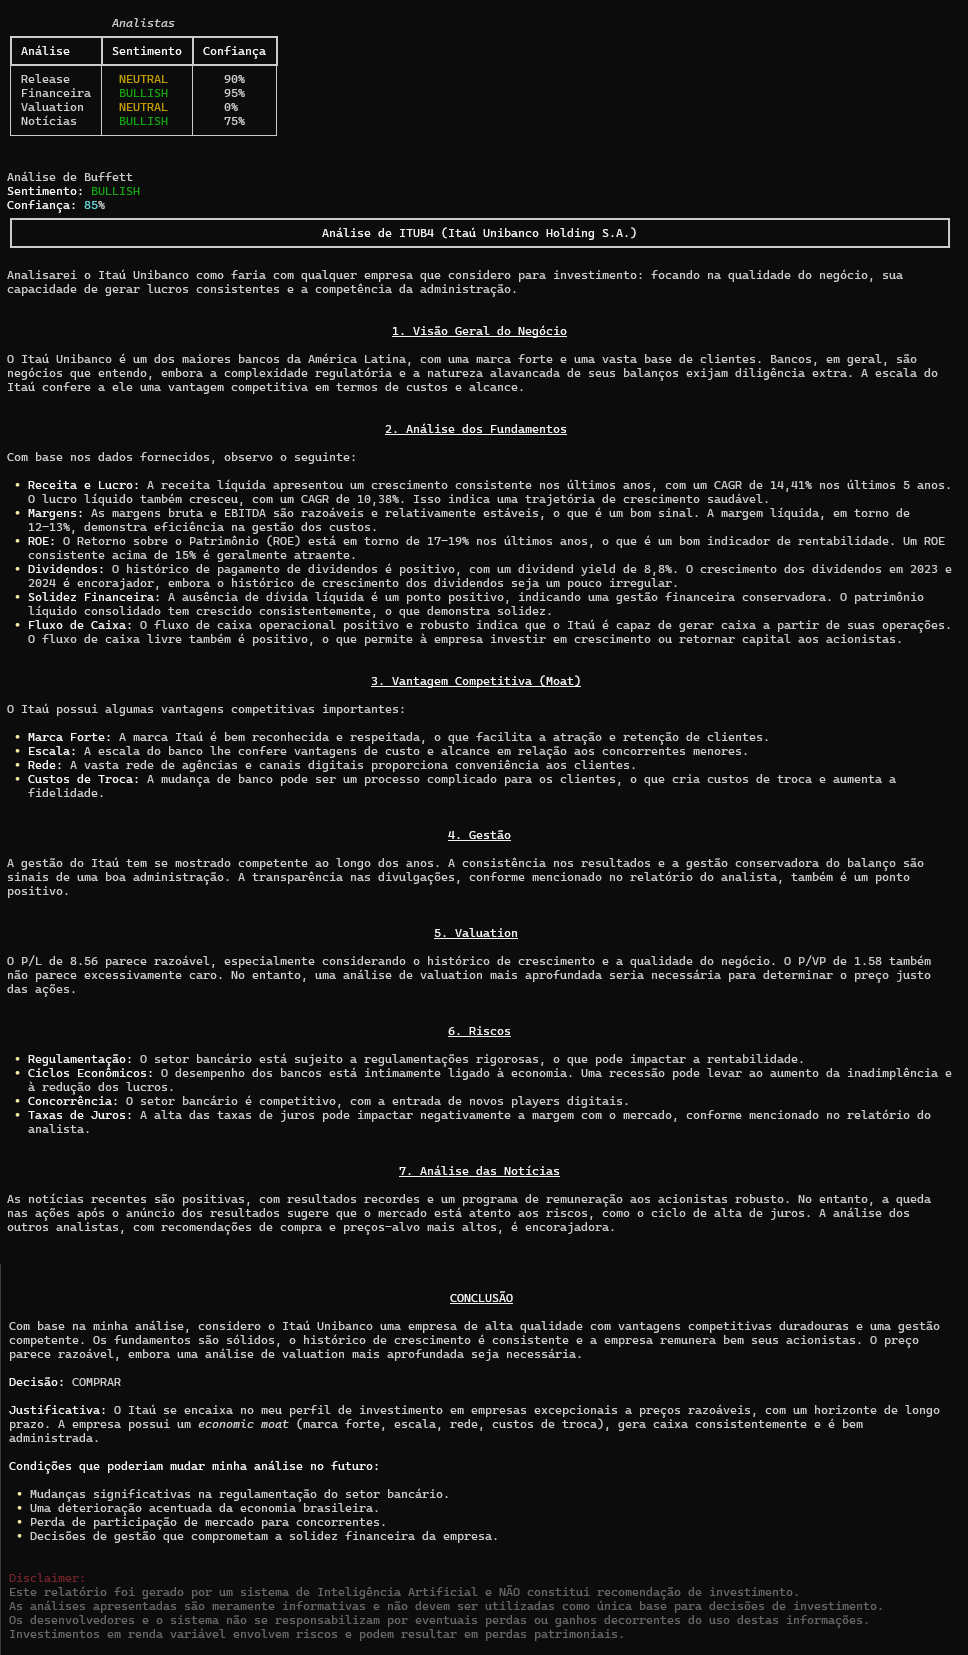 Analistas
Análise Sentimento Confiança
Release NEUTRAL 90%
Financeira BULLISH 95%
Valuation NEUTRAL 0%
Notícias BULLISH 75%
Análise de Buffett
Sentimento: BULLISH
Confiança: 85%
Análise de ITUB4 (Itaú Unibanco Holding S.A.)
Analisarei o Itaú Unibanco como faria com qualquer empresa que considero para investimento: focando na qualidade do negócio, sua
capacidade de gerar lucros consistentes e a competência da administração.
1. Visão Geral do Negócio
O Itaú Unibanco é um dos maiores bancos da América Latina, com uma marca forte e uma vasta base de clientes. Bancos, em geral, são
negócios que entendo, embora a complexidade regulatória e a natureza alavancada de seus balanços exijam diligência extra. A escala do
Itaú confere a ele uma vantagem competitiva em termos de custos e alcance.
2. Análise dos Fundamentos
Com base nos dados fornecidos, observo o seguinte:
• Receita e Lucro: A receita líquida apresentou um crescimento consistente nos últimos anos, com um CAGR de 14,41% nos últimos 5 anos.
O lucro líquido também cresceu, com um CAGR de 10,38%. Isso indica uma trajetória de crescimento saudável.
• Margens: As margens bruta e EBITDA são razoáveis e relativamente estáveis, o que é um bom sinal. A margem líquida, em torno de
12-13%, demonstra eficiência na gestão dos custos.
• ROE: O Retorno sobre o Patrimônio (ROE) está em torno de 17-19% nos últimos anos, o que é um bom indicador de rentabilidade. Um ROE
consistente acima de 15% é geralmente atraente.
• Dividendos: O histórico de pagamento de dividendos é positivo, com um dividend yield de 8,8%. O crescimento dos dividendos em 2023 e
2024 é encorajador, embora o histórico de crescimento dos dividendos seja um pouco irregular.
• Solidez Financeira: A ausência de dívida líquida é um ponto positivo, indicando uma gestão financeira conservadora. O patrimônio
líquido consolidado tem crescido consistentemente, o que demonstra solidez.
• Fluxo de Caixa: O fluxo de caixa operacional positivo e robusto indica que o Itaú é capaz de gerar caixa a partir de suas operações.
O fluxo de caixa livre também é positivo, o que permite à empresa investir em crescimento ou retornar capital aos acionistas.
3. Vantagem Competitiva (Moat)
O Itaú possui algumas vantagens competitivas importantes:
• Marca Forte: A marca Itaú é bem reconhecida e respeitada, o que facilita a atração e retenção de clientes.
• Escala: A escala do banco lhe confere vantagens de custo e alcance em relação aos concorrentes menores.
• Rede: A vasta rede de agências e canais digitais proporciona conveniência aos clientes.
• Custos de Troca: A mudança de banco pode ser um processo complicado para os clientes, o que cria custos de troca e aumenta a
fidelidade.
4. Gestão
A gestão do Itaú tem se mostrado competente ao longo dos anos. A consistência nos resultados e a gestão conservadora do balanço são
sinais de uma boa administração. A transparência nas divulgações, conforme mencionado no relatório do analista, também é um ponto
positivo.
5. Valuation
O P/L de 8.56 parece razoável, especialmente considerando o histórico de crescimento e a qualidade do negócio. O P/VP de 1.58 também
não parece excessivamente caro. No entanto, uma análise de valuation mais aprofundada seria necessária para determinar o preço justo
das ações.
6. Riscos
• Regulamentação: O setor bancário está sujeito a regulamentações rigorosas, o que pode impactar a rentabilidade.
• Ciclos Econômicos: O desempenho dos bancos está intimamente ligado à economia. Uma recessão pode levar ao aumento da inadimplência e
à redução dos lucros.
• Concorrência: O setor bancário é competitivo, com a entrada de novos players digitais.
• Taxas de Juros: A alta das taxas de juros pode impactar negativamente a margem com o mercado, conforme mencionado no relatório do
analista.
7. Análise das Notícias
As notícias recentes são positivas, com resultados recordes e um programa de remuneração aos acionistas robusto. No entanto, a queda
nas ações após o anúncio dos resultados sugere que o mercado está atento aos riscos, como o ciclo de alta de juros. A análise dos
outros analistas, com recomendações de compra e preços-alvo mais altos, é encorajadora.
CONCLUSÃO
Com base na minha análise, considero o Itaú Unibanco uma empresa de alta qualidade com vantagens competitivas duradouras e uma gestão
competente. Os fundamentos são sólidos, o histórico de crescimento é consistente e a empresa remunera bem seus acionistas. O preço
parece razoável, embora uma análise de valuation mais aprofundada seja necessária.
Decisão: COMPRAR
Justificativa: O Itaú se encaixa no meu perfil de investimento em empresas excepcionais a preços razoáveis, com um horizonte de longo
prazo. A empresa possui um economic moat (marca forte, escala, rede, custos de troca), gera caixa consistentemente e é bem
administrada.
Condições que poderiam mudar minha análise no futuro:
• Mudanças significativas na regulamentação do setor bancário.
• Uma deterioração acentuada da economia brasileira.
• Perda de participação de mercado para concorrentes.
• Decisões de gestão que comprometam a solidez financeira da empresa.
Disclaimer:
Este relatório foi gerado por um sistema de Inteligência Artificial e NÃO constitui recomendação de investimento.
As análises apresentadas são meramente informativas e não devem ser utilizadas como única base para decisões de investimento.
Os desenvolvedores e o sistema não se responsabilizam por eventuais perdas ou ganhos decorrentes do uso destas informações.
Investimentos em renda variável envolvem riscos e podem resultar em perdas patrimoniais.